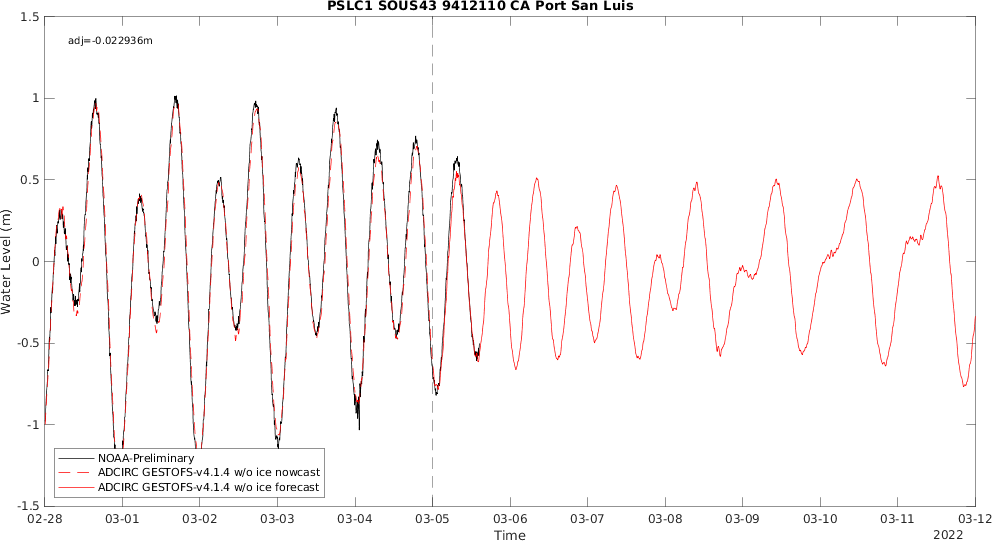 PSLC1 SOUS43 9412110 CA Port San Luis
adj=-0.022936m
1.5
1
0.5
0
-0.5
-1
-1.5
Water Level (m)
NOAA-Preliminary
ADCIRC GESTOFS-v4.1.4 w/o ice nowcast
ADCIRC GESTOFS-v4.1.4 w/o ice forecast
02-28 03-01 03-02 03-03 03-04 03-05 03-06 03-07 03-08 03-09 03-10 03-11 03-12
Time
2022